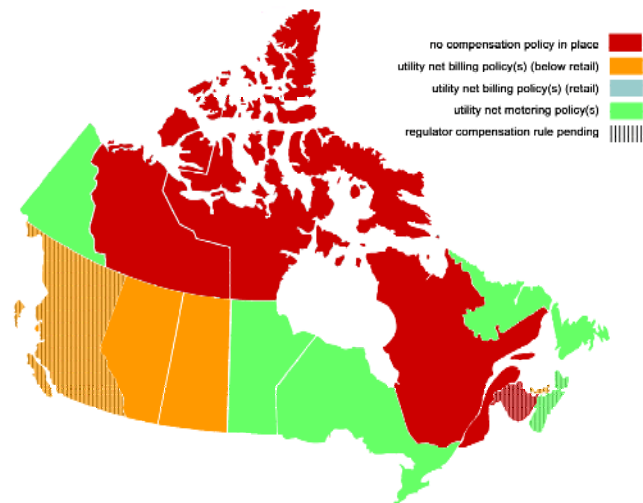 no compensation policy in place
utility net billing policy(s) (below retail)
utility net billing policy(s) (retail)
utility net metering policy(s)
regulator compensation rule pending